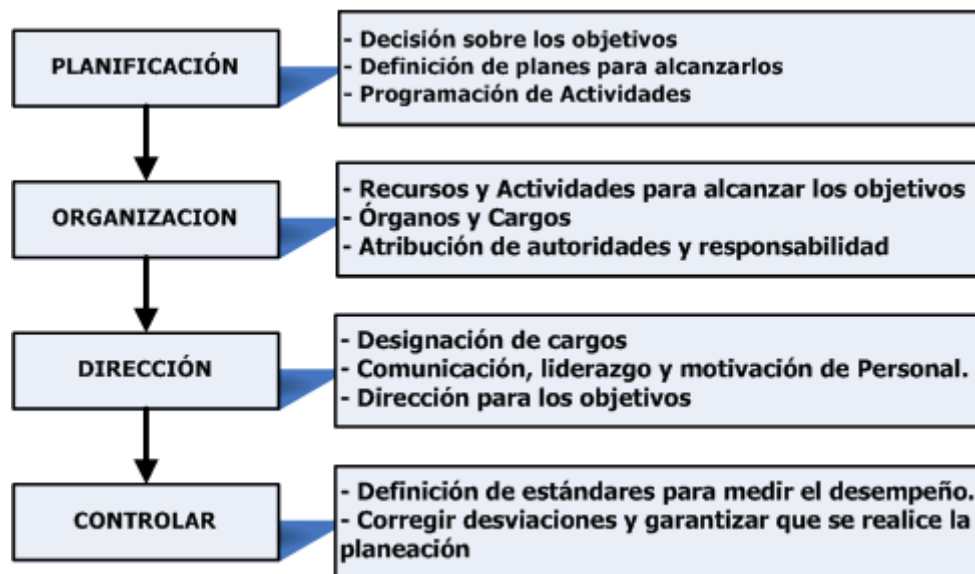 PLANIFICACIÓN
- Decisión sobre los objetivos
- Definición de planes para alcanzarlos
- Programación de Actividades
ORGANIZACION
- Recursos y Actividades para alcanzar los objetivos
- Órganos y Cargos
- Atribución de autoridades y responsabilidad
DIRECCIÓN
- Designación de cargos
- Comunicación, liderazgo y motivación de Personal.
- Dirección para los objetivos
CONTROLAR
- Definición de estándares para medir el desempeño.
- Corregir desviaciones y garantizar que se realice la
planeación